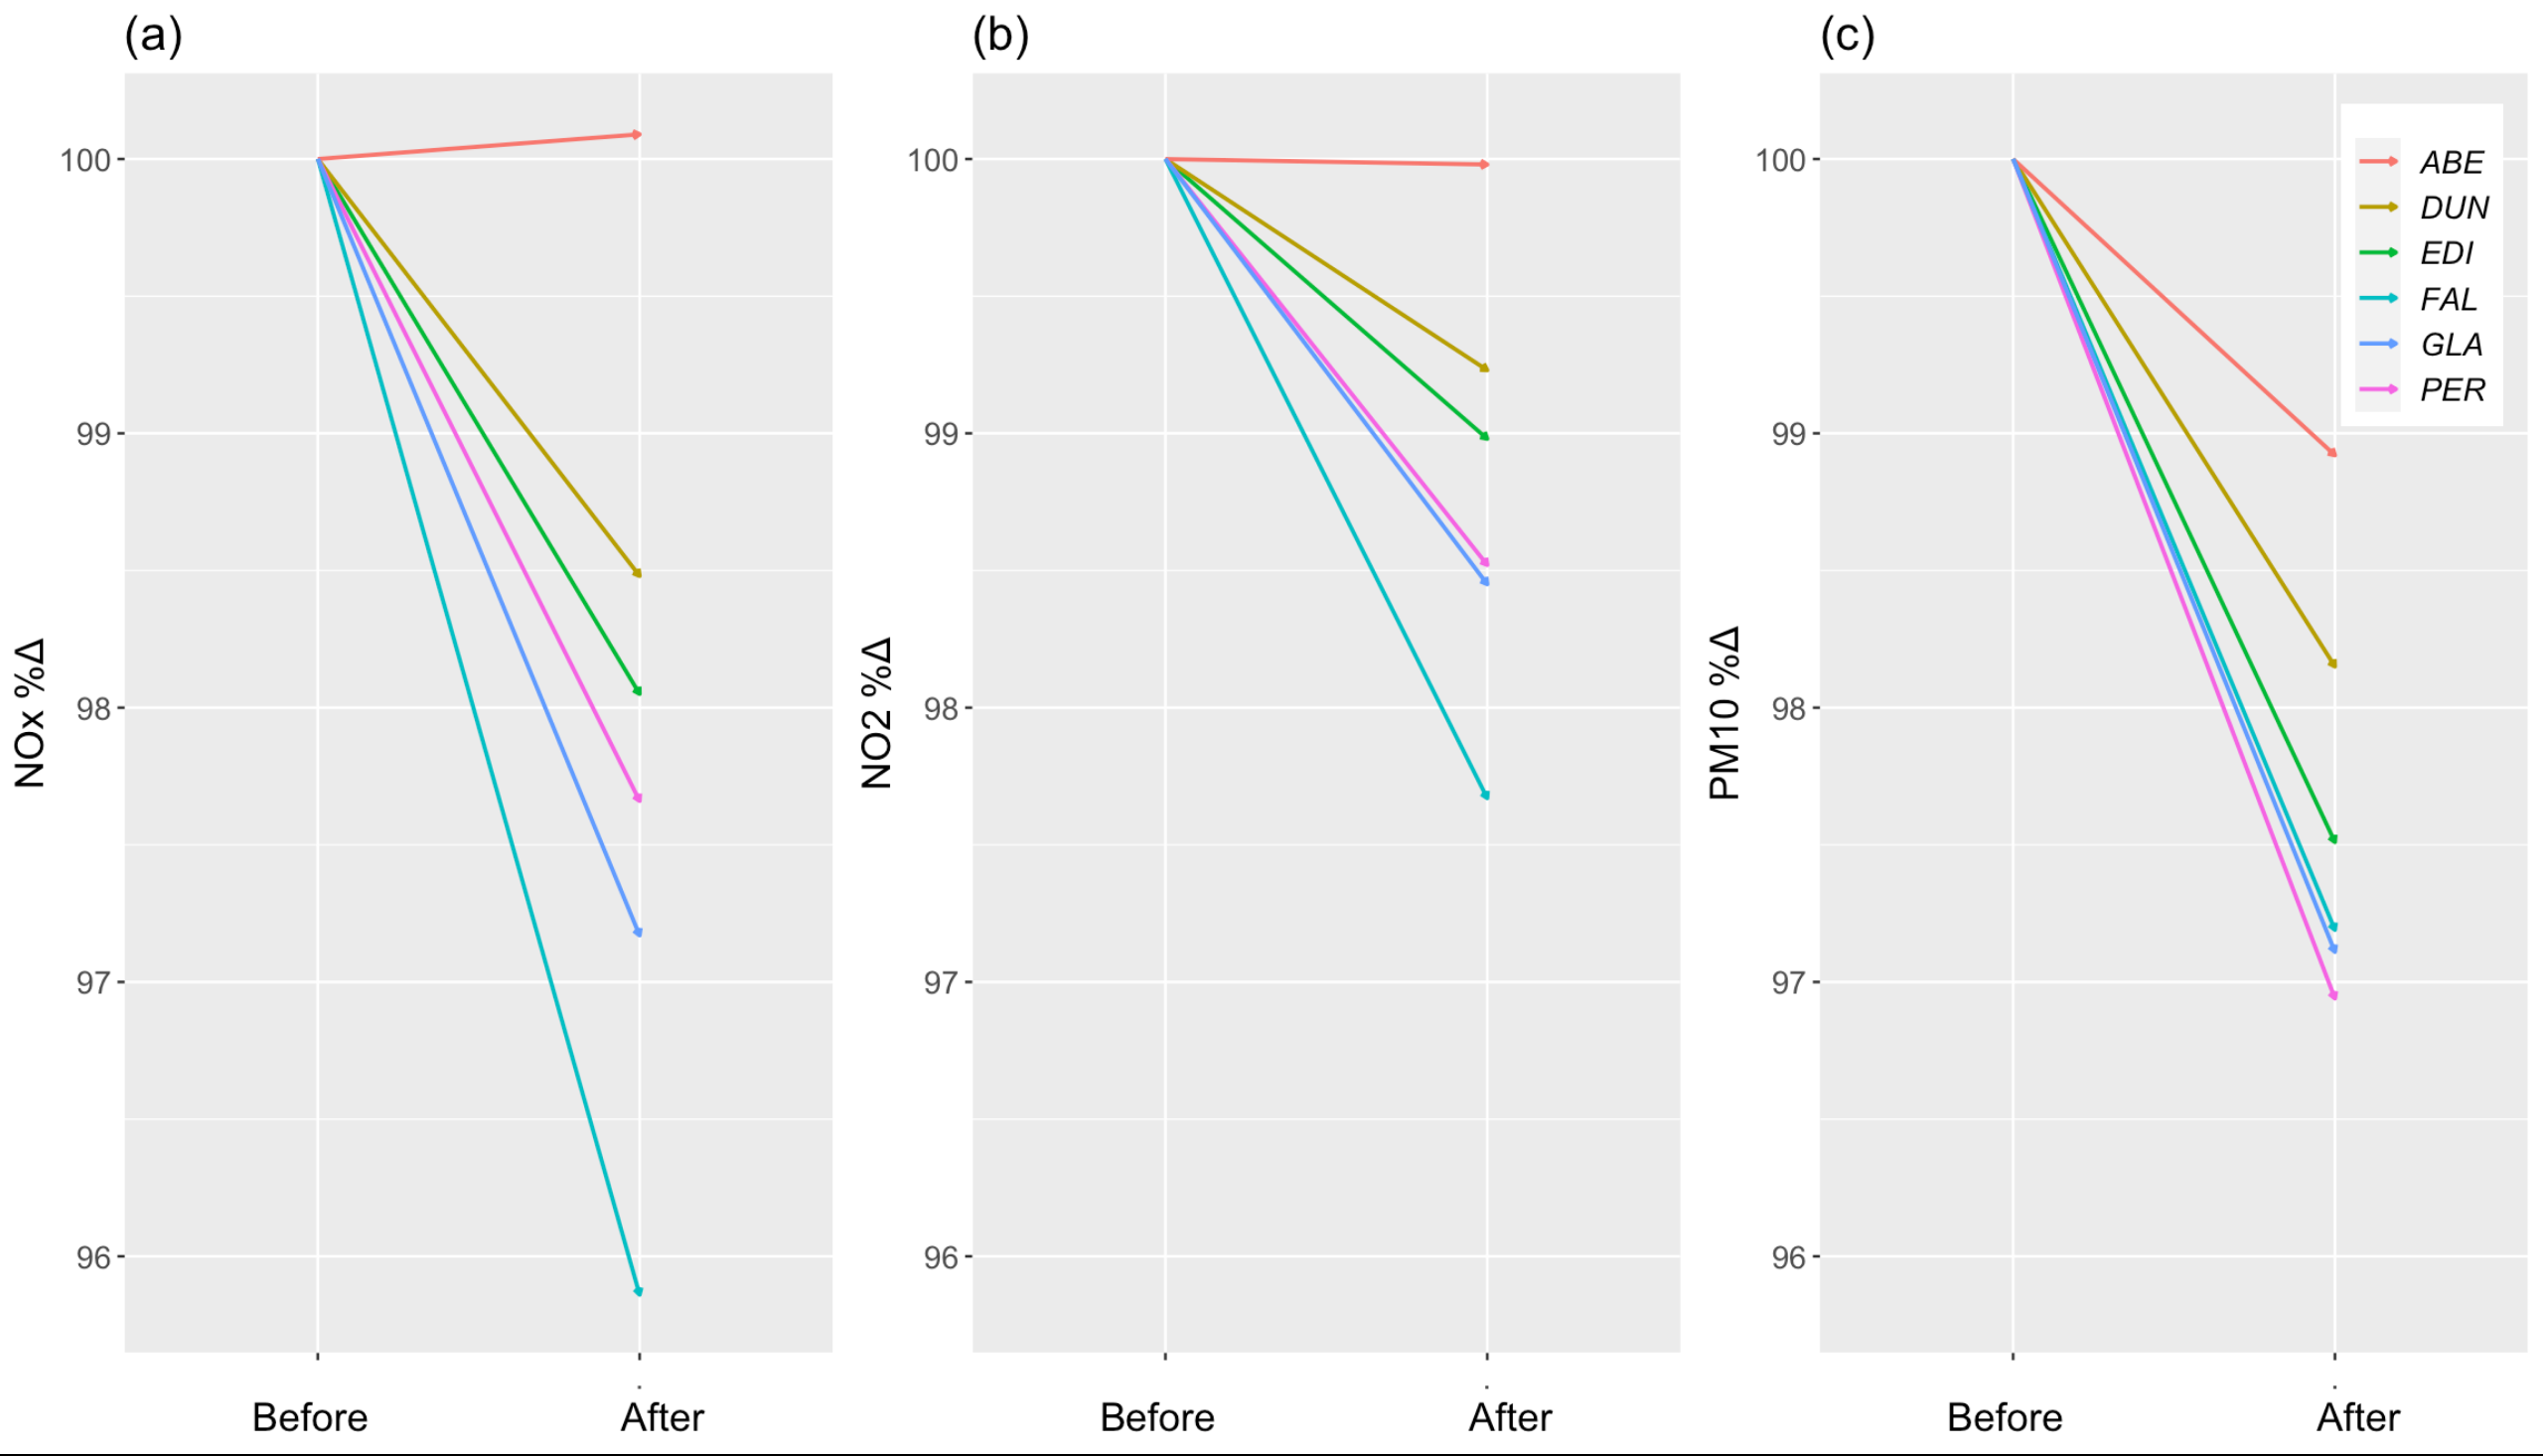 (a)
NOx %Δ
100
99
98
97
96
Before After
(b)
NO2 %Δ
100
99
98
97
96
Before After
(c)
PM10 %Δ
100
99
98
97
96
Before After
ABE
DUN
EDI
FAL
GLA
PER